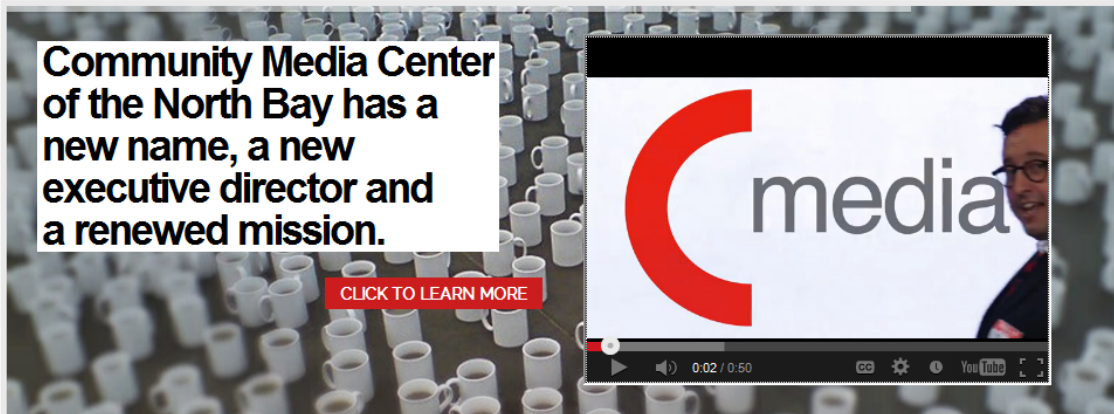 Community Media Center
of the North Bay has a
new name, a new
executive director and
a renewed mission.
CLICK TO LEARN MORE
C media
0:02 / 0:50
CC
YouTube